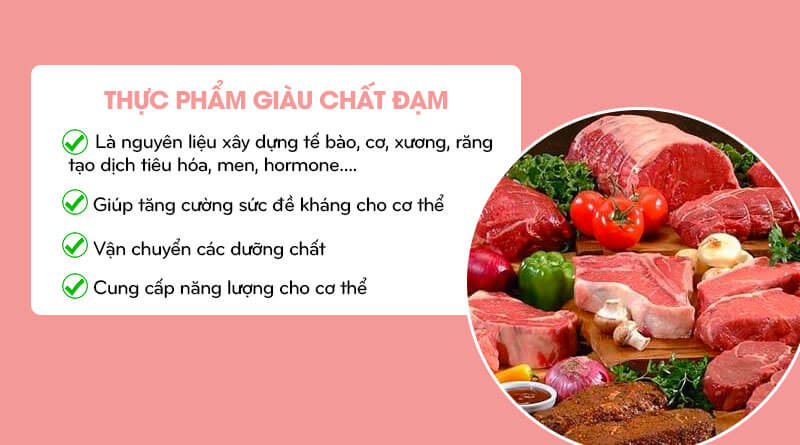 THỰC PHẨM GIÀU CHẤT ĐẠM
Là nguyên liệu xây dựng tế bào, cơ, xương, răng
tạo dịch tiêu hóa, men, hormone....
Giúp tăng cường sức đề kháng cho cơ thể
Vận chuyển các dưỡng chất
Cung cấp năng lượng cho cơ thể